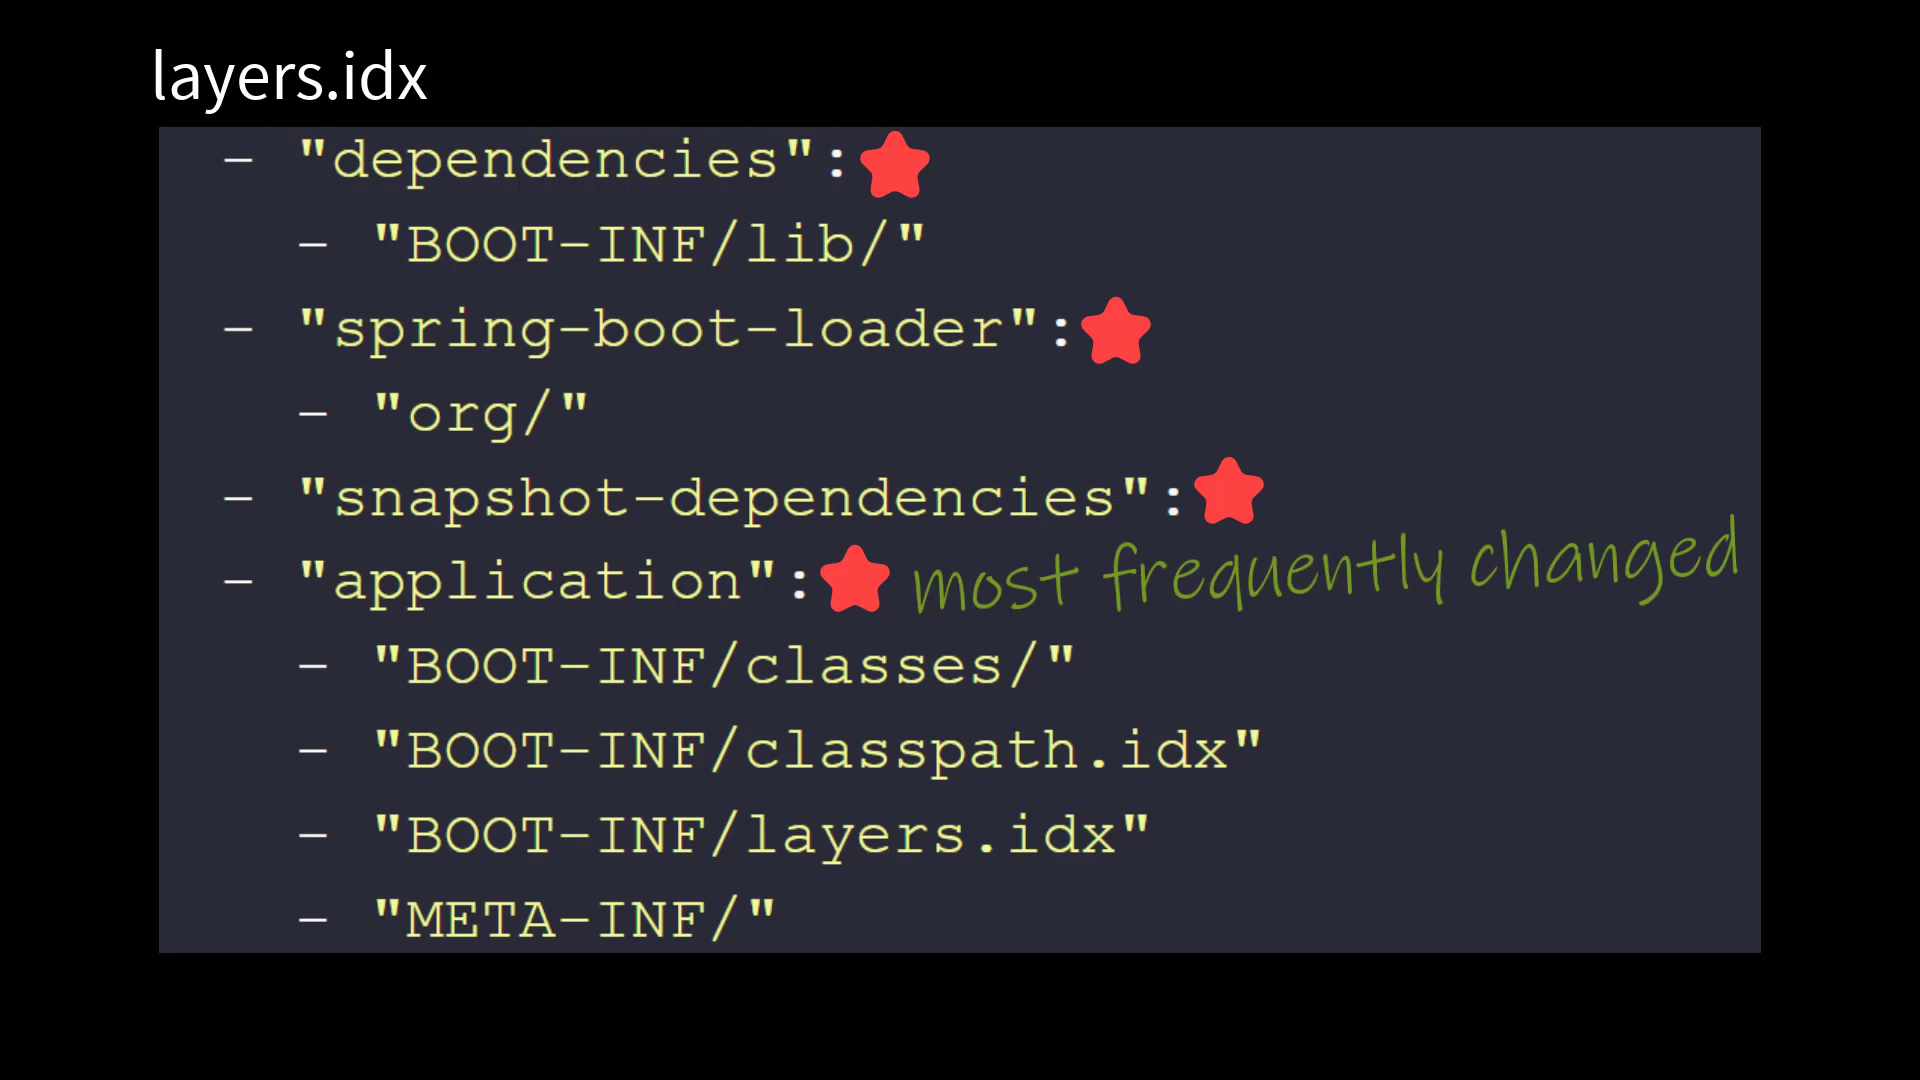 layers.idx
- "dependencies":
- "BOOT-INF/lib/"
- "spring-boot-loader":
- "org/"
- "snapshot-dependencies":
- "application": most frequently changed
- "BOOT-INF/classes/"
- "BOOT-INF/classpath.idx"
- "BOOT-INF/layers.idx"
- "META-INF/"